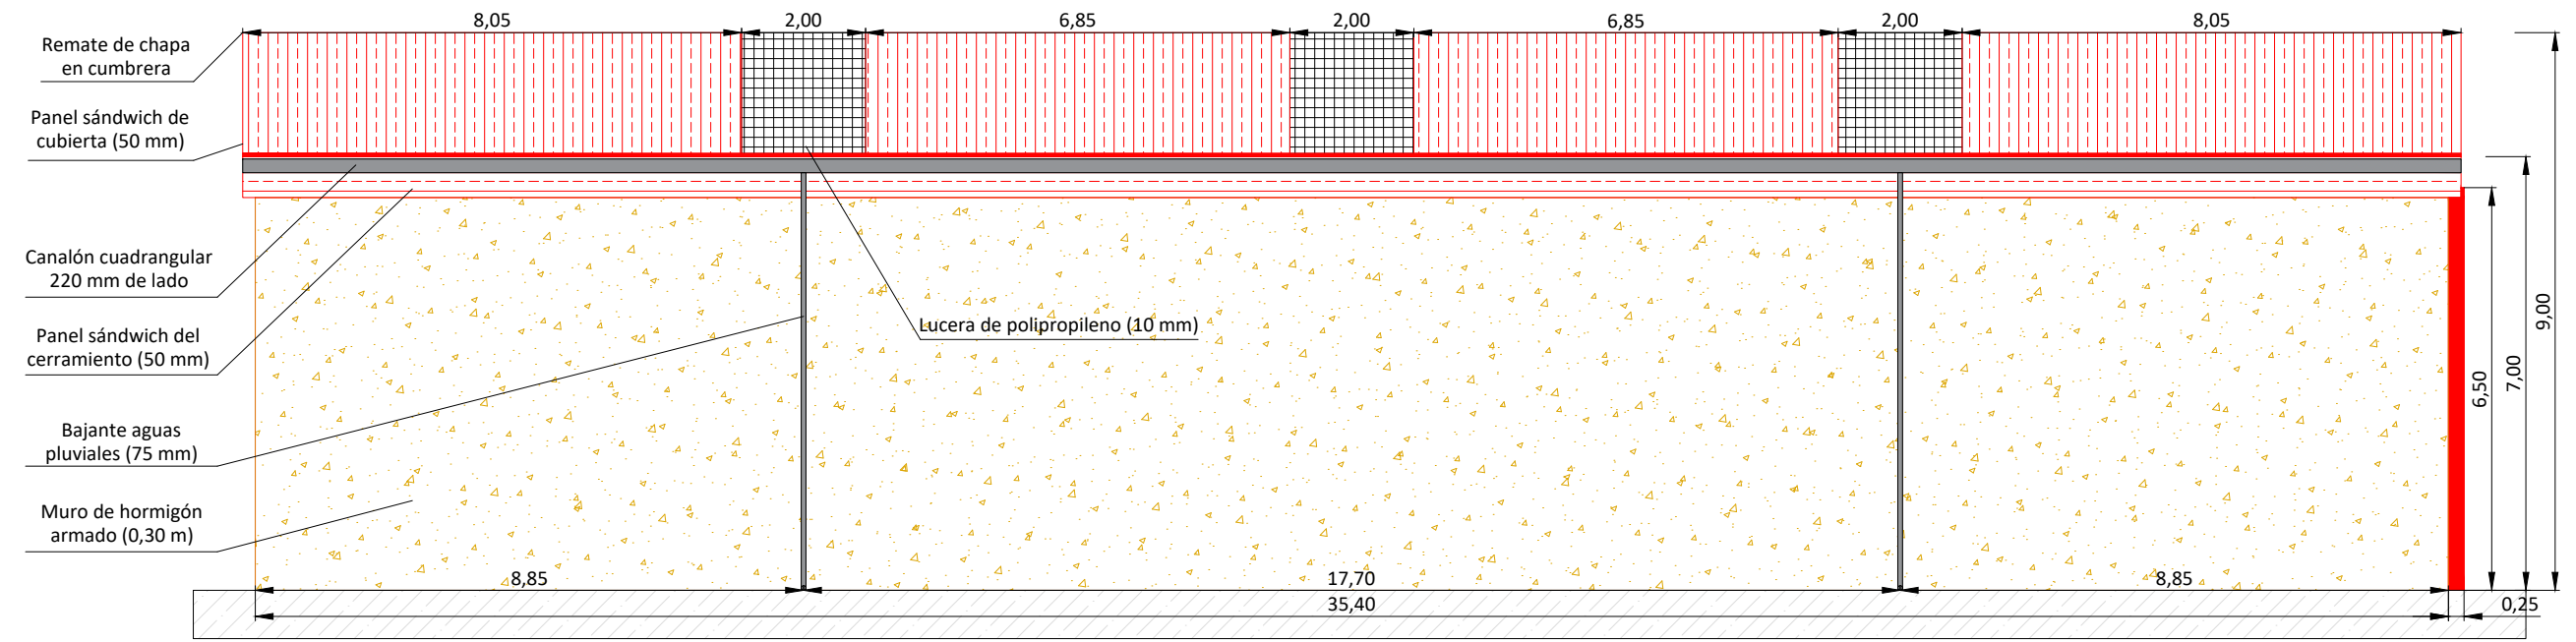 8,05
2,00
6,85
2,00
6,85
2,00
8,05
Remate de chapa
en cumbrera
Panel sándwich de
cubierta (50 mm)
Canalón cuadrangular
220 mm de lado
Panel sándwich del
cerramiento (50 mm)
Lucera de polipropileno (10 mm)
Bajante aguas
pluviales (75 mm)
Muro de hormigón
armado (0,30 m)
9,00
7,00
6,50
8,85
17,70
8,85
35,40
0,25